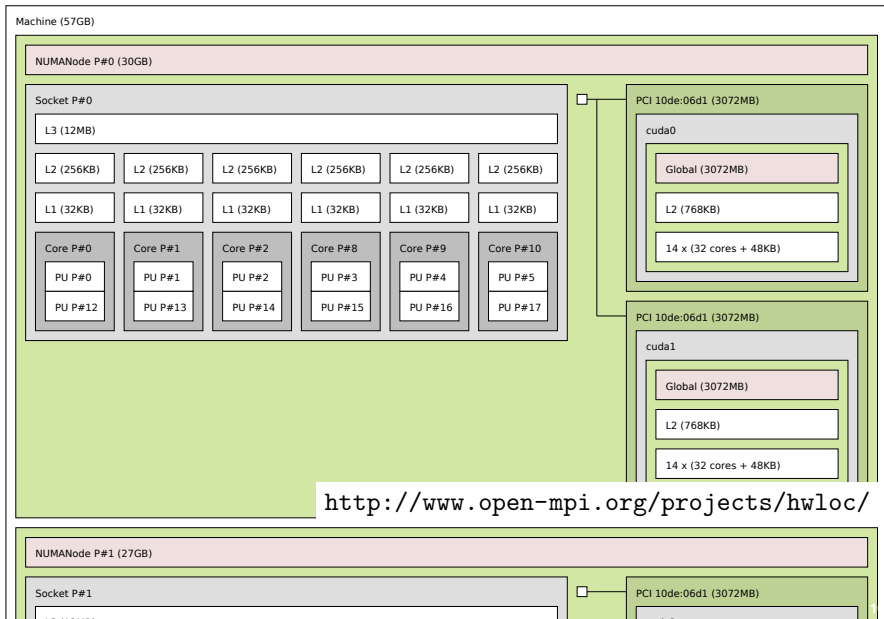 Machine (57GB)
NUMANode P#0 (30GB)
Socket P#0
PCI 10de:06d1 (3072MB)
L3 (12MB)
cuda0
L2 (256KB) L2 (256KB) L2 (256KB) L2 (256KB) L2 (256KB) L2 (256KB)
Global (3072MB)
L1 (32KB) L1 (32KB) L1 (32KB) L1 (32KB) L1 (32KB) L1 (32KB)
L2 (768KB)
Core P#0 Core P#1 Core P#2 Core P#8 Core P#9 Core P#10
14 x (32 cores + 48KB)
PU P#0 PU P#1 PU P#2 PU P#3 PU P#4 PU P#5
PU P#12 PU P#13 PU P#14 PU P#15 PU P#16 PU P#17
PCI 10de:06d1 (3072MB)
cuda1
Global (3072MB)
L2 (768KB)
14 x (32 cores + 48KB)
http://www.open-mpi.org/projects/hwloc/
NUMANode P#1 (27GB)
Socket P#1
PCI 10de:06d1 (3072MB)